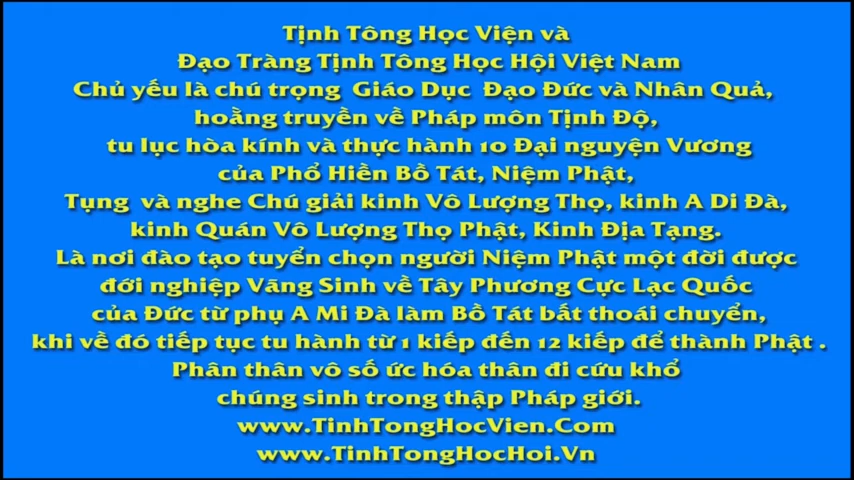 Tịnh Tông Học Viện và
Đạo Tràng Tịnh Tông Học Hội Việt Nam
Chủ yếu là chú trọng Giáo Dục Đạo Đức và Nhân Quả,
hoằng truyền về Pháp môn Tịnh Độ,
tu lục hòa kính và thực hành 10 Đại nguyện Vương
của Phổ Hiền Bồ Tát, Niệm Phật,
Tụng và nghe Chú giải kinh Vô Lượng Thọ, kinh A Di Đà,
kinh Quán Vô Lượng Thọ Phật, Kinh Địa Tạng.
Là nơi đào tạo tuyển chọn người Niệm Phật một đời được
đới nghiệp Vãng Sinh về Tây Phương Cực Lạc Quốc
của Đức từ phụ A Mi Đà làm Bồ Tát bất thoái chuyển,
khi về đó tiếp tục tu hành từ 1 kiếp đến 12 kiếp để thành Phật .
Phân thân vô số ức hóa thân đi cứu khổ
chúng sinh trong thập Pháp giới.
www.TinhTongHocVien.Com
www.TinhTongHocHoi.Vn